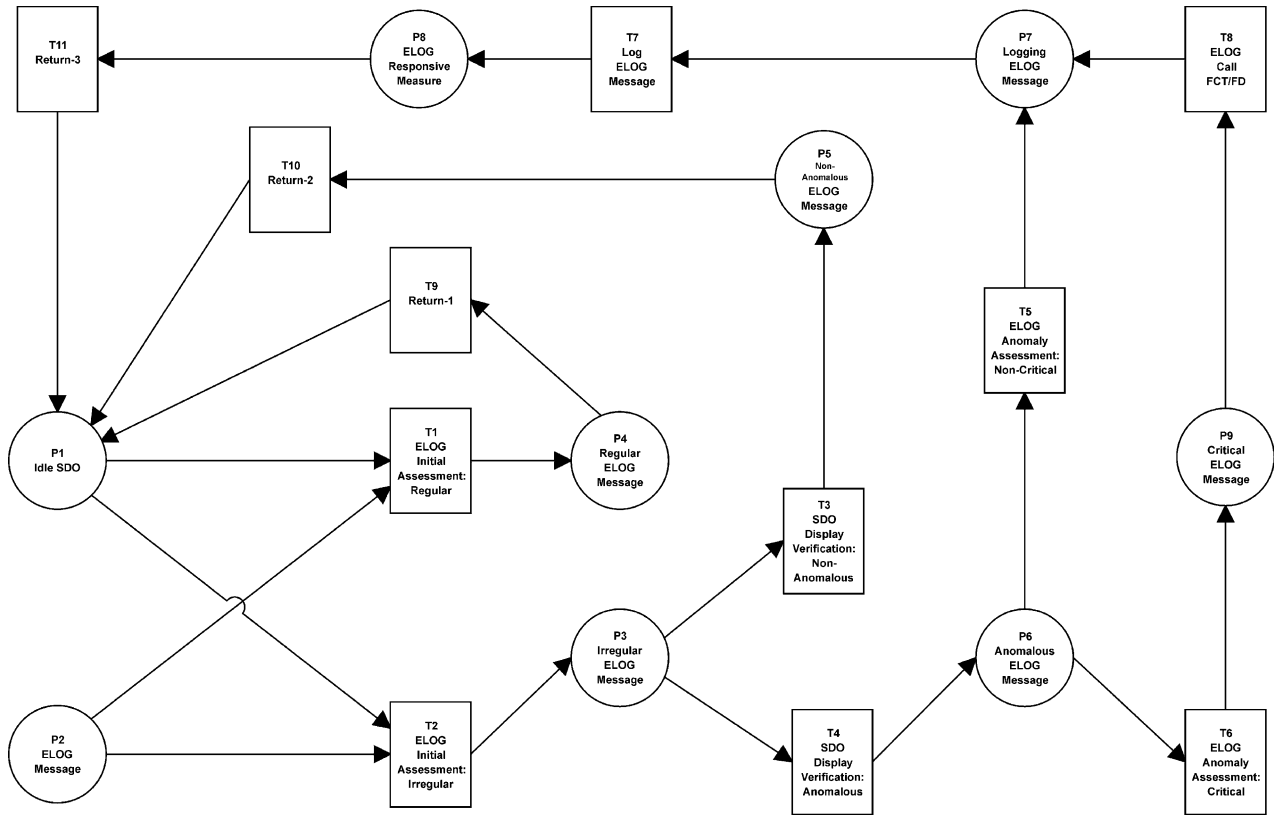 T11
Return-3
P8
ELOG
Responsive
Measure
T7
Log
ELOG
Message
P7
Logging
ELOG
Message
T8
ELOG
Call
FCT/FD
T10
Return-2
P5
Non-
Anomalous
ELOG
Message
T9
Return-1
T5
ELOG
Anomaly
Assessment:
Non-Critical
P1
Idle SDO
T1
ELOG
Initial
Assessment:
Regular
P4
Regular
ELOG
Message
P9
Critical
ELOG
Message
T3
SDO
Display
Verification:
Non-
Anomalous
P3
Irregular
ELOG
Message
P6
Anomalous
ELOG
Message
P2
ELOG
Message
T2
ELOG
Initial
Assessment:
Irregular
T4
SDO
Display
Verification:
Anomalous
T6
ELOG
Anomaly
Assessment:
Critical